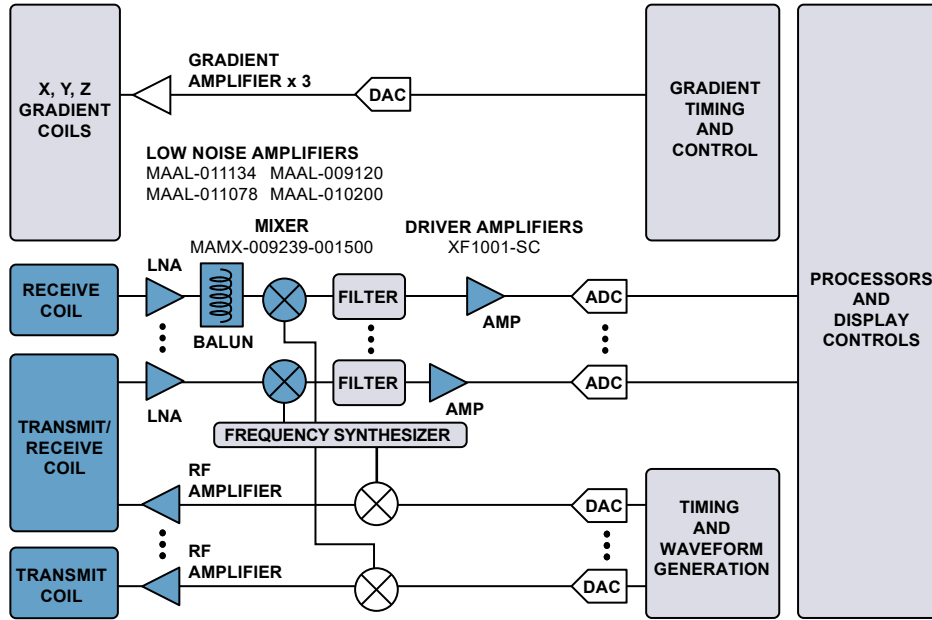 X, Y, Z
GRADIENT
COILS
GRADIENT
AMPLIFIER x 3
DAC
GRADIENT
TIMING
AND
CONTROL
LOW NOISE AMPLIFIERS
MAAL-011134 MAAL-009120
MAAL-011078 MAAL-010200
MIXER
MAMX-009239-001500
DRIVER AMPLIFIERS
XF1001-SC
PROCESSORS
AND
DISPLAY
CONTROLS
RECEIVE
COIL
LNA
BALUN
FILTER
AMP
ADC
TRANSMIT/
RECEIVE
COIL
LNA
FILTER
AMP
ADC
FREQUENCY SYNTHESIZER
RF
AMPLIFIER
DAC
TIMING
AND
WAVEFORM
GENERATION
TRANSMIT
COIL
RF
AMPLIFIER
DAC